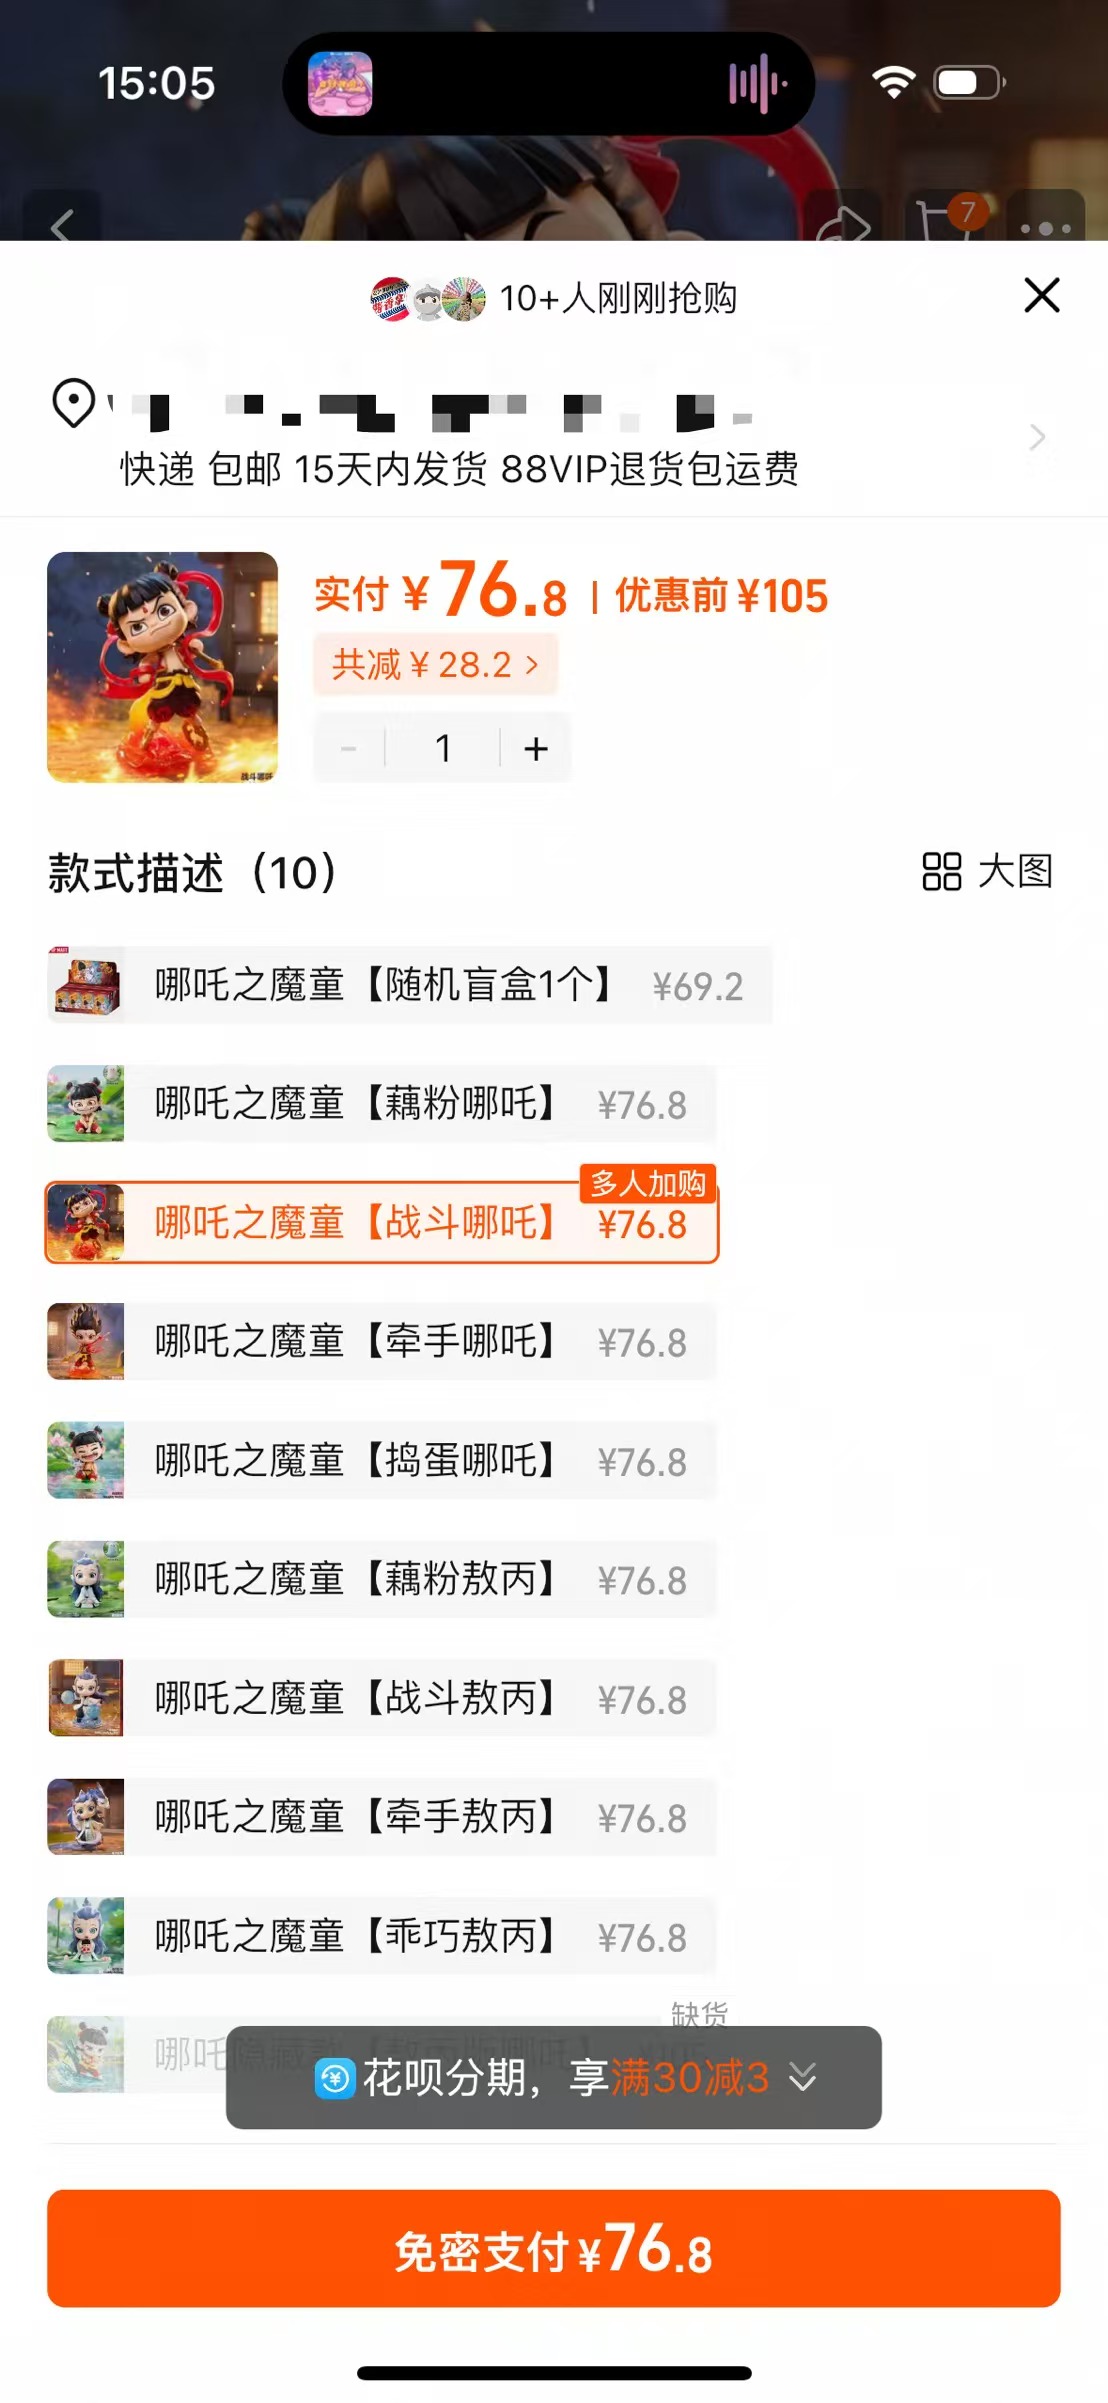 15:05
7
10+人刚刚抢购
快递 包邮 15天内发货 88VIP退货包运费
实付 ¥ 76.8 | 优惠前 ¥105
共减 ¥ 28.2 >
1
战斗哪吒
款式描述（10）
大图
哪吒之魔童【随机盲盒1个】 ¥69.2
哪吒之魔童【藕粉哪吒】 ¥76.8
多人加购
哪吒之魔童【战斗哪吒】 ¥76.8
哪吒之魔童【牵手哪吒】 ¥76.8
哪吒之魔童【捣蛋哪吒】 ¥76.8
哪吒之魔童【藕粉敖丙】 ¥76.8
哪吒之魔童【战斗敖丙】 ¥76.8
哪吒之魔童【牵手敖丙】 ¥76.8
哪吒之魔童【乖巧敖丙】 ¥76.8
缺货
哪吒隐藏款
花呗分期，享满30减3
免密支付 ¥76.8